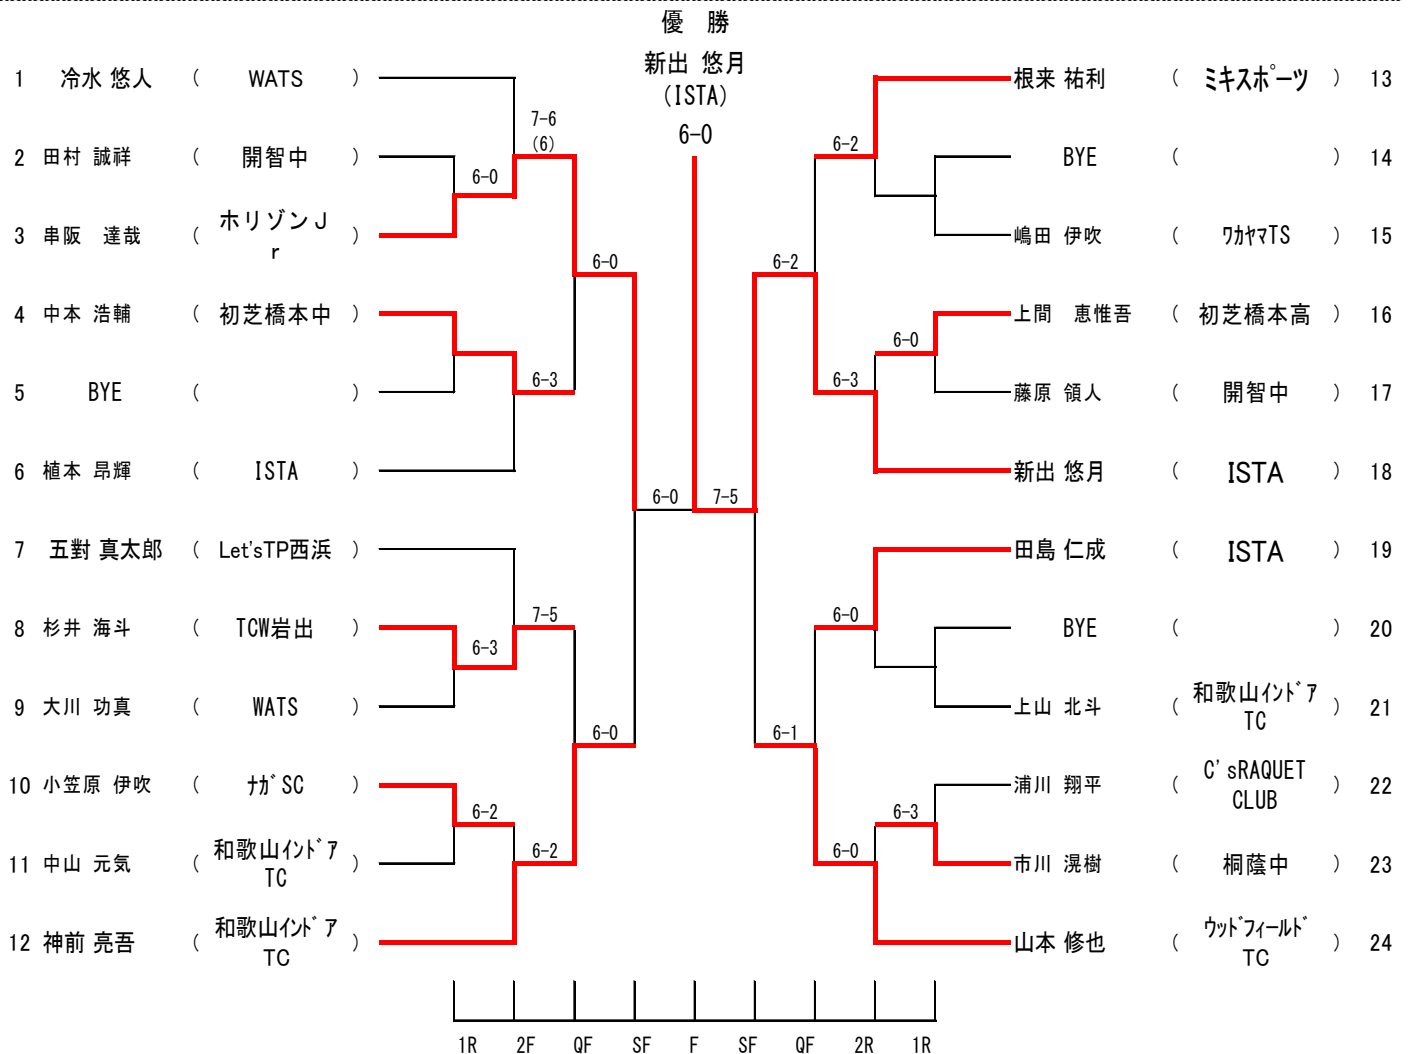 優 勝
新出 悠月
(ISTA)
6-0
1 冷水 悠人 ( WATS )
2 田村 誠祥 ( 開智中 )
3 串阪 達哉 ( ホリゾンJ
r )
4 中本 浩輔 ( 初芝橋本中 )
5 BYE ( )
6 植本 昂輝 ( ISTA )
7 五對 真太郎 ( Let'sTP西浜 )
8 杉井 海斗 ( TCW岩出 )
9 大川 功真 ( WATS )
10 小笠原 伊吹 ( ﾅｶﾞSC )
11 中山 元気 ( 和歌山ｲﾝﾄﾞｱ
TC )
12 神前 亮吾 ( 和歌山ｲﾝﾄﾞｱ
TC )
6-0
7-6
(6)
6-0
6-3
6-0
7-5
6-3
6-0
6-2
6-2
7-5
6-2
6-2
6-0
6-3
6-0
6-1
6-3
6-0
根来 祐利 ( ミキスポーツ ) 13
BYE ( ) 14
嶋田 伊吹 ( ﾜｶﾔﾏTS ) 15
上間 恵惟吾 ( 初芝橋本高 ) 16
藤原 領人 ( 開智中 ) 17
新出 悠月 ( ISTA ) 18
田島 仁成 ( ISTA ) 19
BYE ( ) 20
上山 北斗 ( 和歌山ｲﾝﾄﾞｱ
TC ) 21
浦川 翔平 ( C'sRAQUET
CLUB ) 22
市川 滉樹 ( 桐蔭中 ) 23
山本 修也 ( ｳｯﾄﾞﾌｨｰﾙﾄﾞ
TC ) 24
1R 2F QF SF F SF QF 2R 1R